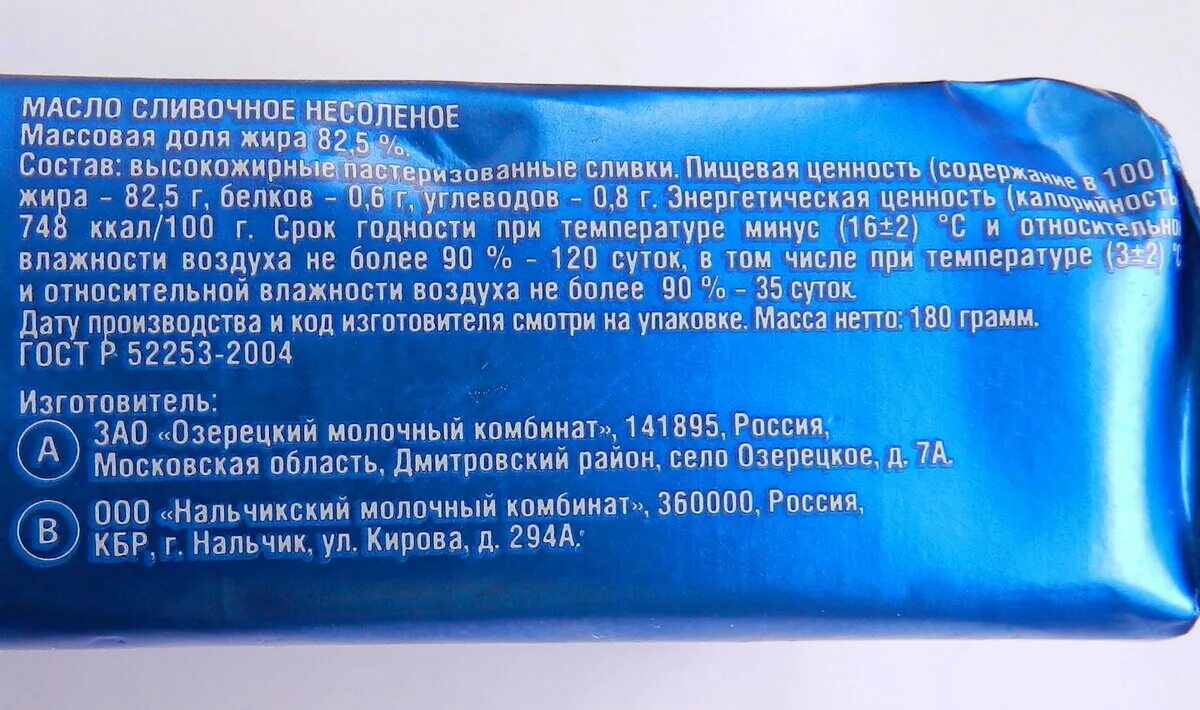 МАСЛО СЛИВОЧНОЕ НЕСОЛЕНОЕ
Массовая доля жира 82,5 %.
Состав: высокожирные пастеризованные сливки. Пищевая ценность (содержание в 100 г
жира – 82,5 г, белков – 0,6 г, углеводов – 0,8 г. Энергетическая ценность (калорийность
748 ккал/100 г. Срок годности при температуре минус (16±2) °С и относительно
влажности воздуха не более 90 % – 120 суток, в том числе при температуре (3±2) °С
и относительной влажности воздуха не более 90 % – 35 суток.
Дату производства и код изготовителя смотри на упаковке. Масса нетто: 180 грамм.
ГОСТ Р 52253-2004
Изготовитель:
А ЗАО «Озерецкий молочный комбинат», 141895, Россия,
Московская область, Дмитровский район, село Озерецкое, д. 7А.
В ООО «Нальчикский молочный комбинат», 360000, Россия,
КБР, г. Нальчик, ул. Кирова, д. 294А.